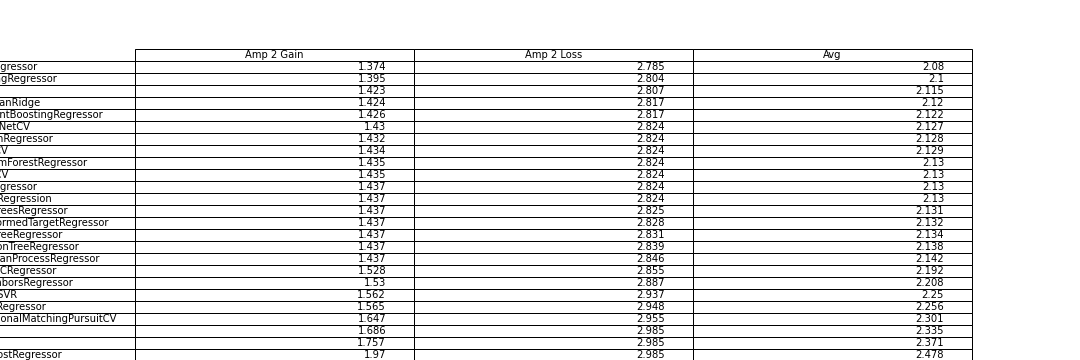 Amp 2 Gain Amp 2 Loss Avg
gressor 1.374 2.785 2.08
ngRegressor 1.395 2.804 2.1
1.423 2.807 2.115
anRidge 1.424 2.817 2.12
ntBoostingRegressor 1.426 2.817 2.122
NetCV 1.43 2.824 2.127
nRegressor 1.432 2.824 2.128
CV 1.434 2.824 2.129
mForestRegressor 1.435 2.824 2.13
CV 1.435 2.824 2.13
gressor 1.437 2.824 2.13
Regression 1.437 2.824 2.13
reesRegressor 1.437 2.825 2.131
ormedTargetRegressor 1.437 2.828 2.132
reeRegressor 1.437 2.831 2.134
onTreeRegressor 1.437 2.839 2.138
anProcessRegressor 1.437 2.846 2.142
CRegressor 1.528 2.855 2.192
hborsRegressor 1.53 2.887 2.208
SVR 1.562 2.937 2.25
Regressor 1.565 2.948 2.256
onalMatchingPursuitCV 1.647 2.955 2.301
1.686 2.985 2.335
1.757 2.985 2.371
ostRegressor 1.97 2.985 2.478